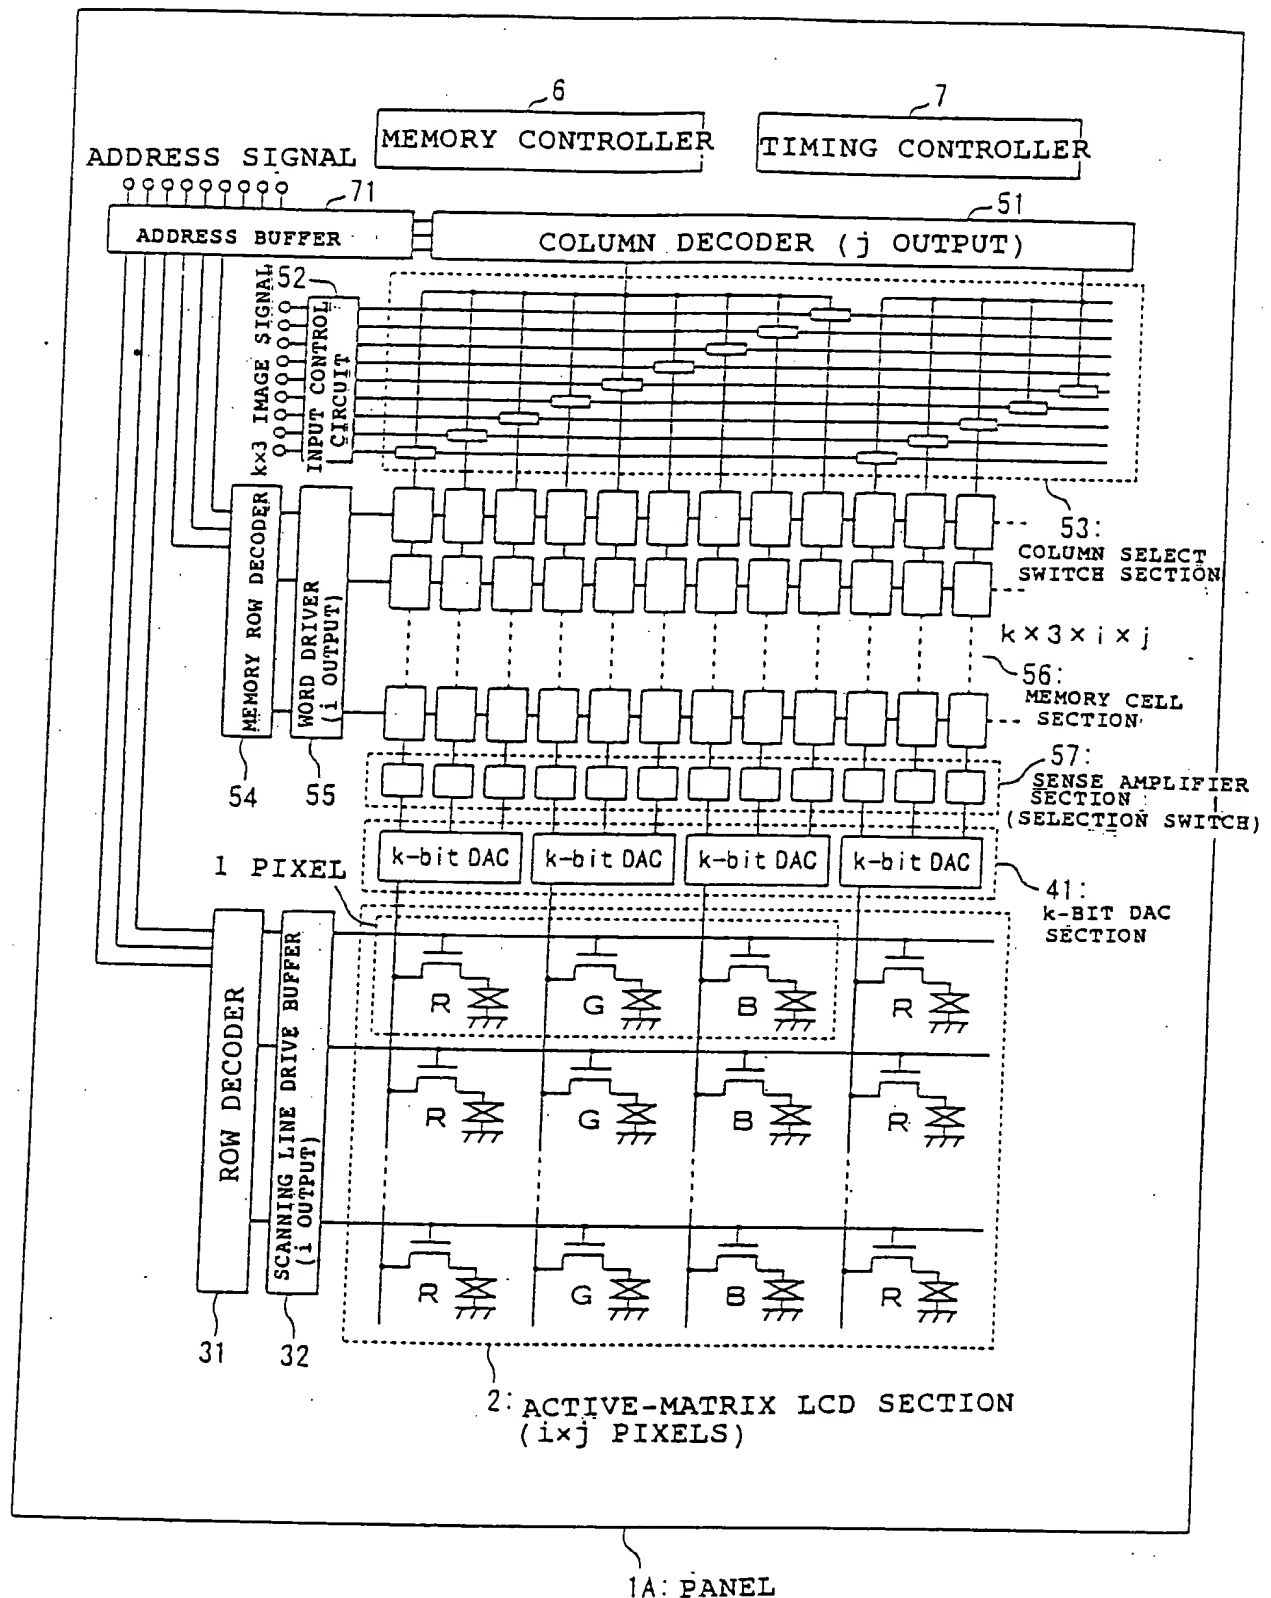 6
7
MEMORY CONTROLLER
TIMING CONTROLLER
ADDRESS SIGNAL
71
51
ADDRESS BUFFER
COLUMN DECODER (j OUTPUT)
k×3 IMAGE SIGNAL
52
INPUT CONTROL
CIRCUIT
53:
COLUMN SELECT
SWITCH SECTION
MEMORY ROW DECODER
WORD DRIVER
(i OUTPUT)
k×3×i×j
56:
MEMORY CELL
SECTION
54
55
57:
SENSE AMPLIFIER
SECTION
(SELECTION SWITCH)
k-bit DAC
k-bit DAC
k-bit DAC
k-bit DAC
1 PIXEL
41:
k-BIT DAC
SECTION
ROW DECODER
SCANNING LINE DRIVE BUFFER
(i OUTPUT)
R
G
B
R
R
G
B
R
R
G
B
R
31
32
2: ACTIVE-MATRIX LCD SECTION
(i×j PIXELS)
1A: PANEL